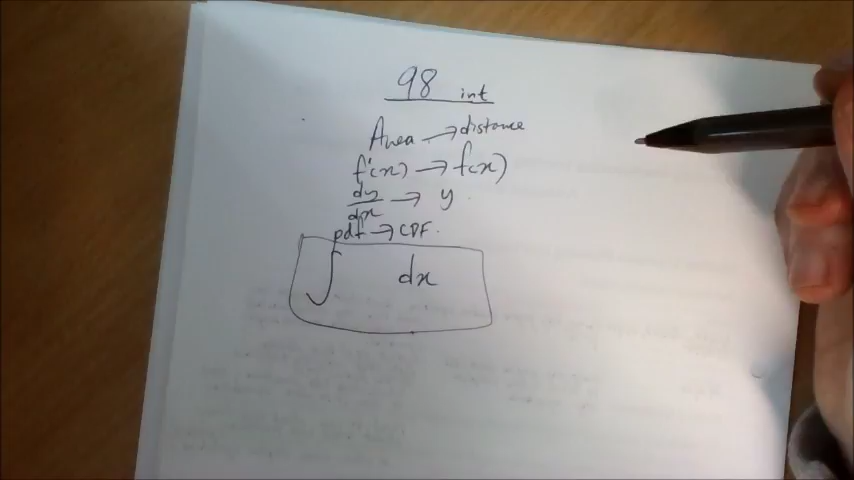 98 int
Area → distance
f'(x) → f(x)
dy/dx → y
pdf → CDF.
∫ dx